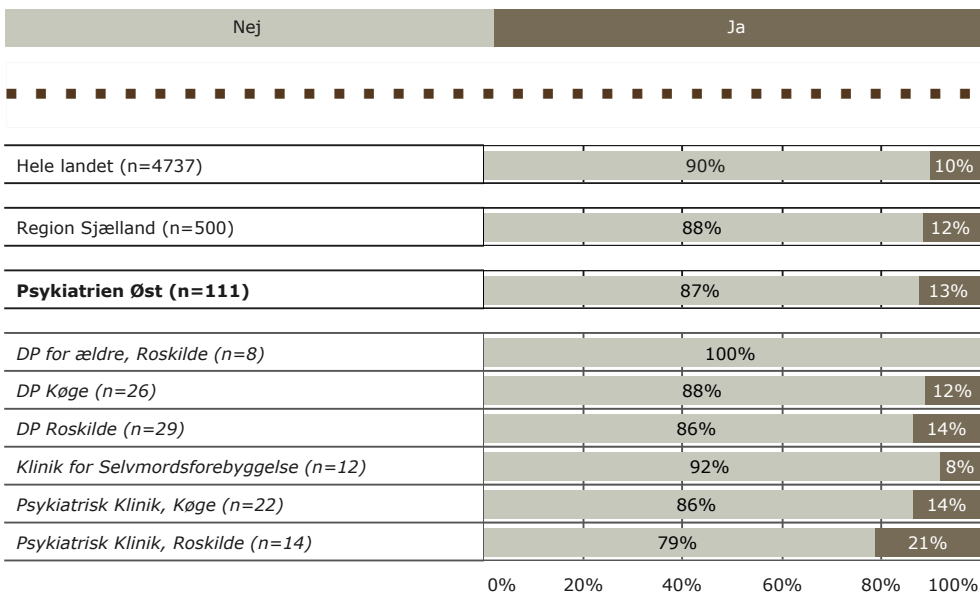 Nej Ja
Hele landet (n=4737) 90% 10%
Region Sjælland (n=500) 88% 12%
Psykiatrien Øst (n=111) 87% 13%
DP for ældre, Roskilde (n=8) 100%
DP Køge (n=26) 88% 12%
DP Roskilde (n=29) 86% 14%
Klinik for Selvmordsforebyggelse (n=12) 92% 8%
Psykiatrisk Klinik, Køge (n=22) 86% 14%
Psykiatrisk Klinik, Roskilde (n=14) 79% 21%
0% 20% 40% 60% 80% 100%